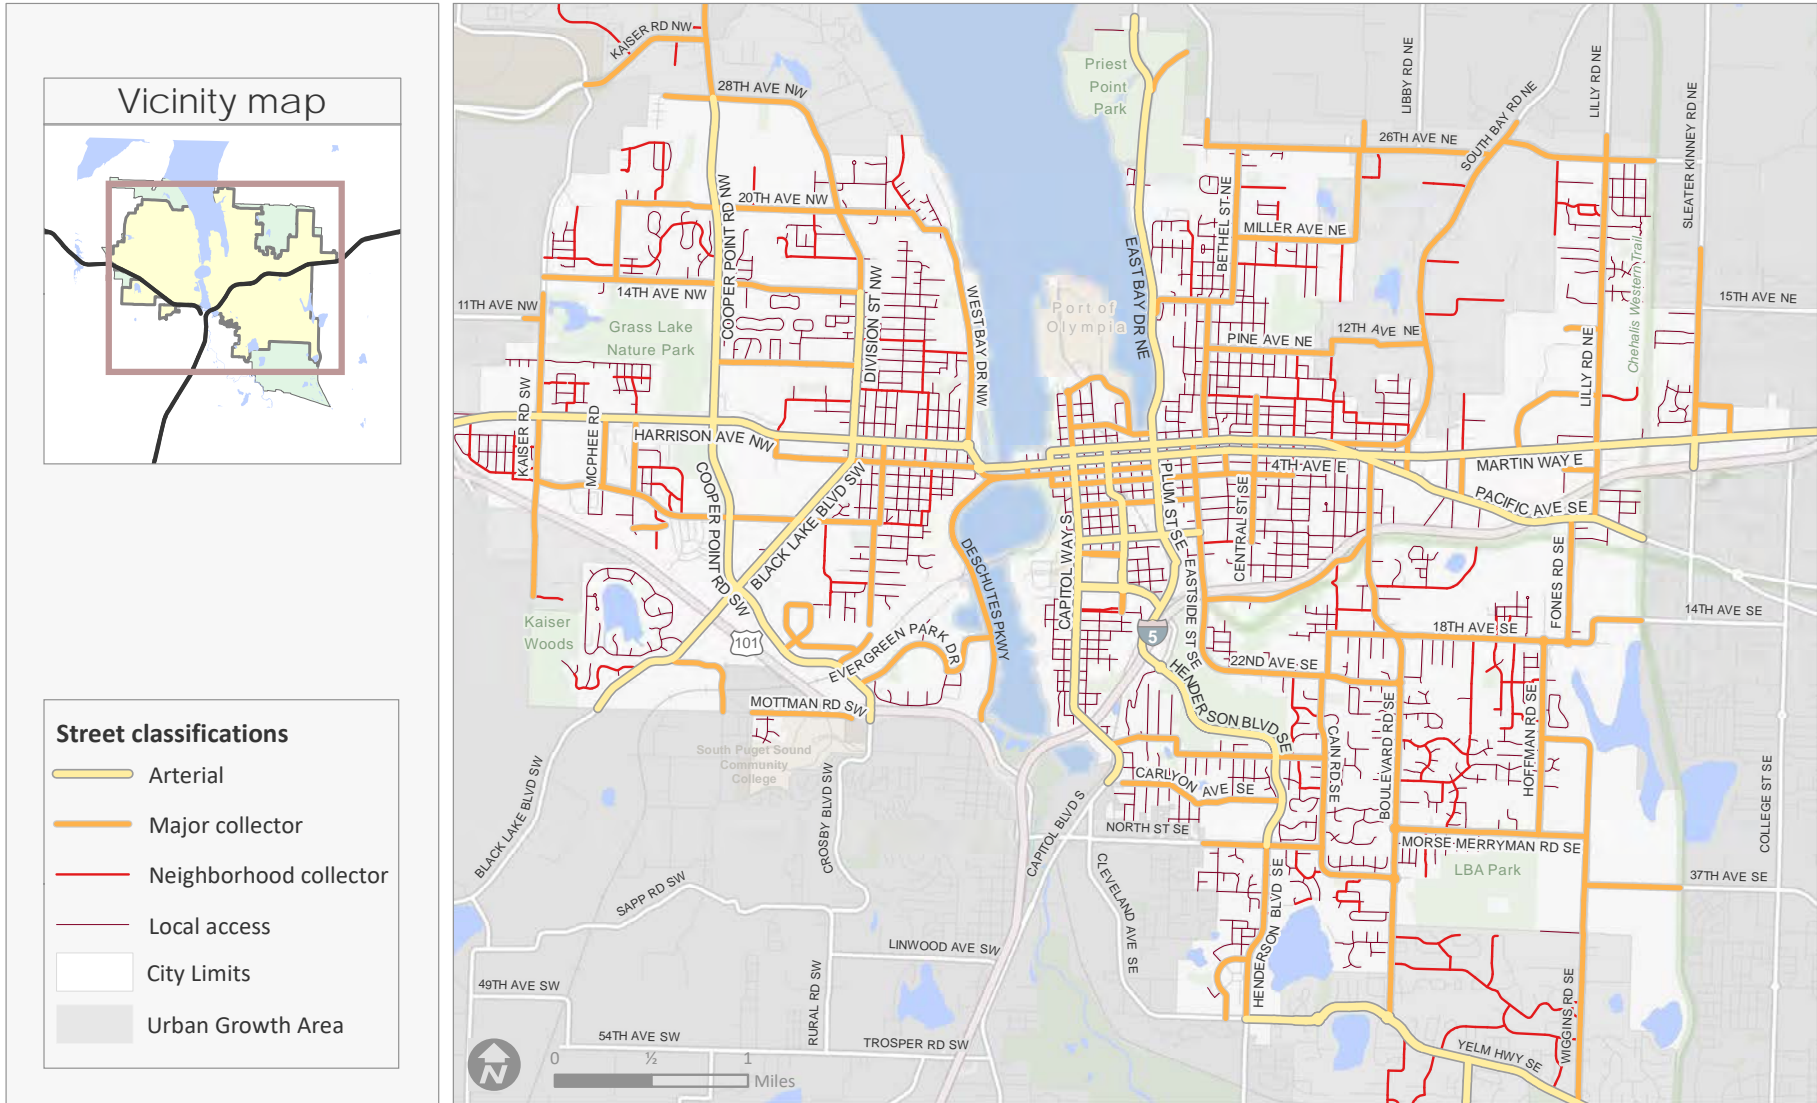 Vicinity map
Street classifications
Arterial
Major collector
Neighborhood collector
Local access
City Limits
Urban Growth Area
KAISER RD NW
28TH AVE NW
Priest
Point
Park
LIBBY RD NE
LILLY RD NE
SOUTH BAY RD NE
SLEATER KINNEY RD NE
26TH AVE NE
20TH AVE NW
COOPER POINT RD NW
BETHEL ST NE
MILLER AVE NE
EAST BAY DR NE
Chehalis Western Trail
11TH AVE NW
14TH AVE NW
DIVISION ST NW
WEST BAY DR NW
Port of
Olympia
15TH AVE NE
Grass Lake
Nature Park
12TH AVE NE
PINE AVE NE
LILLY RD NE
KAISER RD SW
MCPHEE RD
HARRISON AVE NW
4TH AVE E
MARTIN WAY E
PACIFIC AVE SE
COOPER POINT RD SW
BLACK LAKE BLVD SW
PLUM ST SE
CENTRAL ST SE
CAPITOL WAY S
DESCHUTES PKWY
EASTSIDE ST SE
FONES RD SE
14TH AVE SE
Kaiser
Woods
101
5
18TH AVE SE
EVERGREEN PARK DR
22ND AVE SE
HENDERSON BLVD SE
MOTTMAN RD SW
CAIN RD SE
BOULEVARD RD SE
HOFFMAN RD SE
South Puget Sound
Community
College
CARLYON AVE SE
BLACK LAKE BLVD SW
CROSBY BLVD SW
CAPITOL BLVD S
NORTH ST SE
MORSE-MERRYMAN RD SE
COLLEGE ST SE
LBA Park
37TH AVE SE
SAPP RD SW
CLEVELAND AVE SE
HENDERSON BLVD SE
LINWOOD AVE SW
49TH AVE SW
RURAL RD SW
WIGGINS RD SE
54TH AVE SW
TROSPER RD SW
YELM HWY SE
N
0 ½ 1
Miles